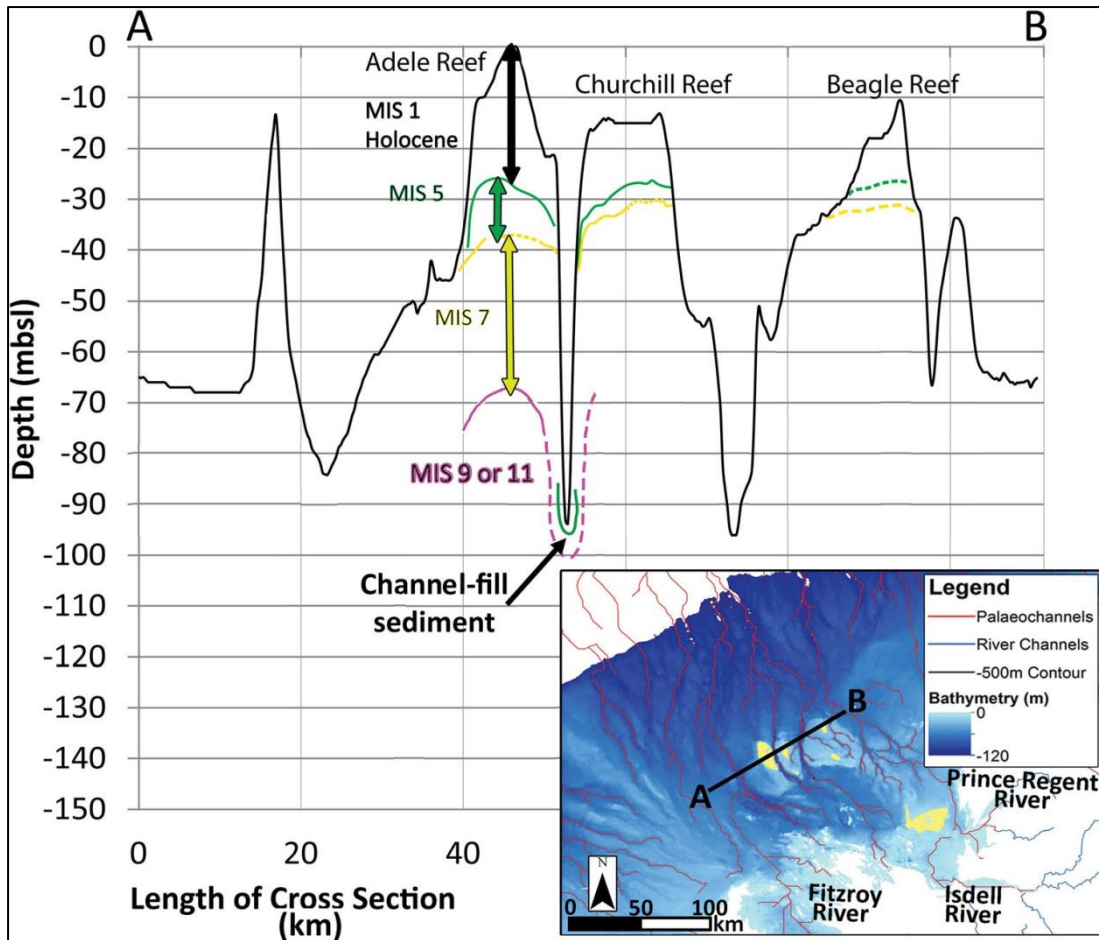 A
B
0
-10
-20
-30
-40
-50
-60
-70
-80
-90
-100
-110
-120
-130
-140
-150
Depth (mbsl)
Adele Reef
Churchill Reef
Beagle Reef
MIS 1
Holocene
MIS 5
MIS 7
MIS 9 or 11
Channel-fill
sediment
0
20
40
Length of Cross Section
(km)
Legend
Palaeochannels
River Channels
-500m Contour
Bathymetry (m)
0
-120
B
A
Prince Regent
River
Fitzroy
River
Isdell
River
N
0
50
100
km